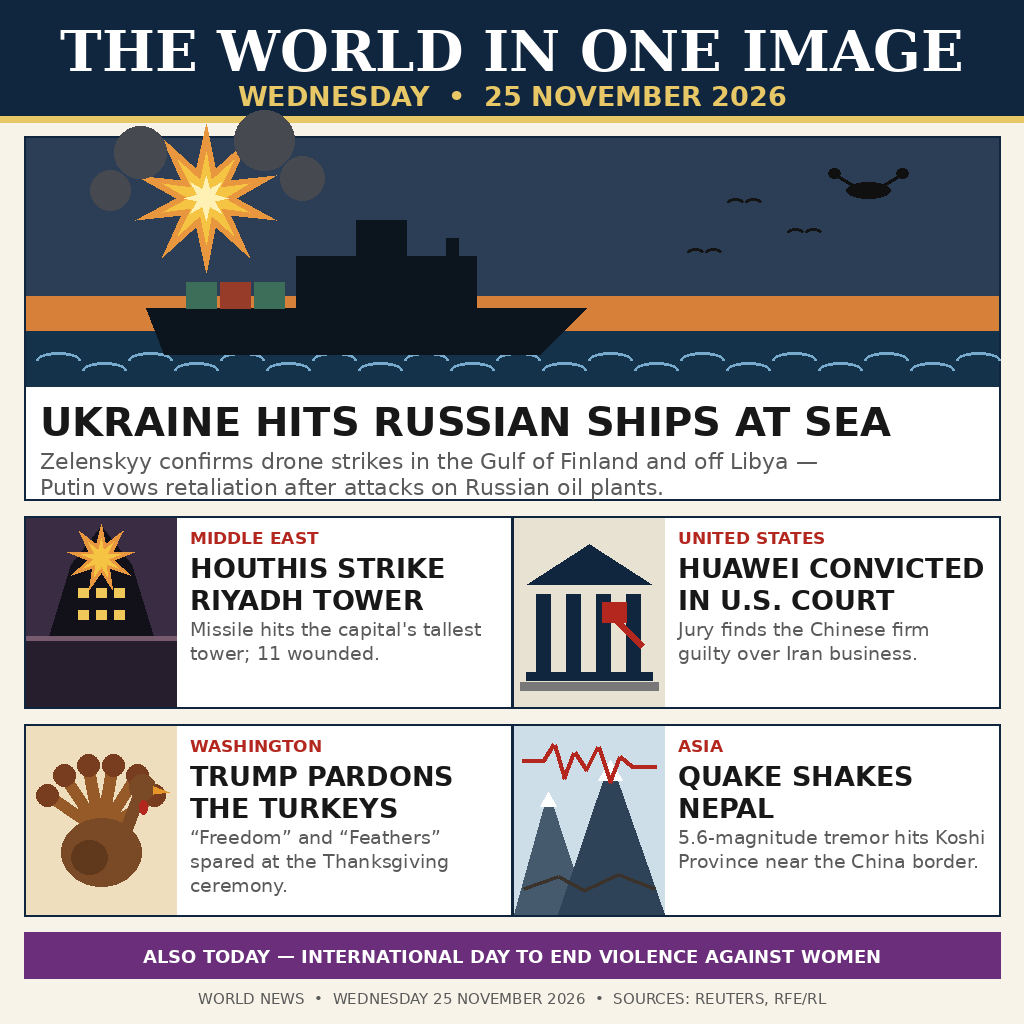 THE WORLD IN ONE IMAGE
WEDNESDAY • 25 NOVEMBER 2026
UKRAINE HITS RUSSIAN SHIPS AT SEA
Zelenskyy confirms drone strikes in the Gulf of Finland and off Libya —
Putin vows retaliation after attacks on Russian oil plants.
MIDDLE EAST
HOUTHIS STRIKE
RIYADH TOWER
Missile hits the capital's tallest
tower; 11 wounded.
UNITED STATES
HUAWEI CONVICTED
IN U.S. COURT
Jury finds the Chinese firm
guilty over Iran business.
WASHINGTON
TRUMP PARDONS
THE TURKEYS
“Freedom” and “Feathers”
spared at the Thanksgiving
ceremony.
ASIA
QUAKE SHAKES
NEPAL
5.6-magnitude tremor hits Koshi
Province near the China border.
ALSO TODAY — INTERNATIONAL DAY TO END VIOLENCE AGAINST WOMEN
WORLD NEWS • WEDNESDAY 25 NOVEMBER 2026 • SOURCES: REUTERS, RFE/RL